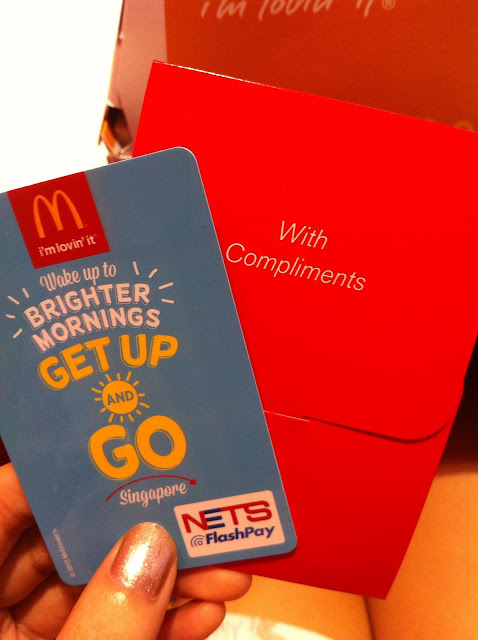 i'm lovin' it®
With
Compliments
M
i'm lovin' it
Wake up to
BRIGHTER
MORNINGS
GET UP
AND
GO
Singapore
NETS
FlashPay